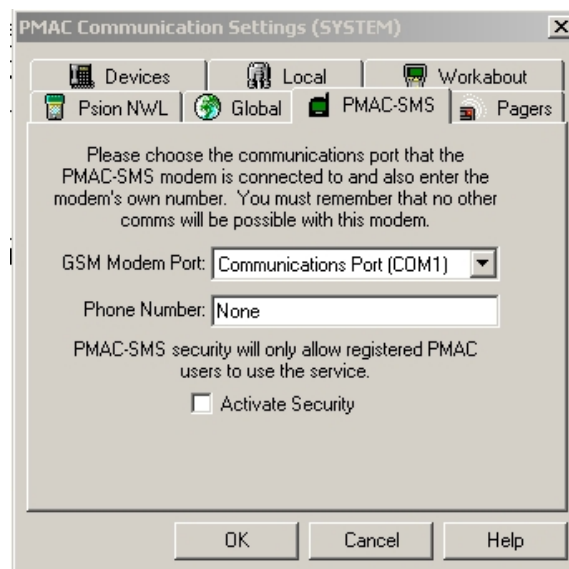 PMAC Communication Settings (SYSTEM)
Devices Local Workabout
Psion NWL Global PMAC-SMS Pagers
Please choose the communications port that the
PMAC-SMS modem is connected to and also enter the
modem's own number. You must remember that no other
comms will be possible with this modem.
GSM Modem Port: Communications Port (COM1)
Phone Number: None
PMAC-SMS security will only allow registered PMAC
users to use the service.
Activate Security
OK Cancel Help